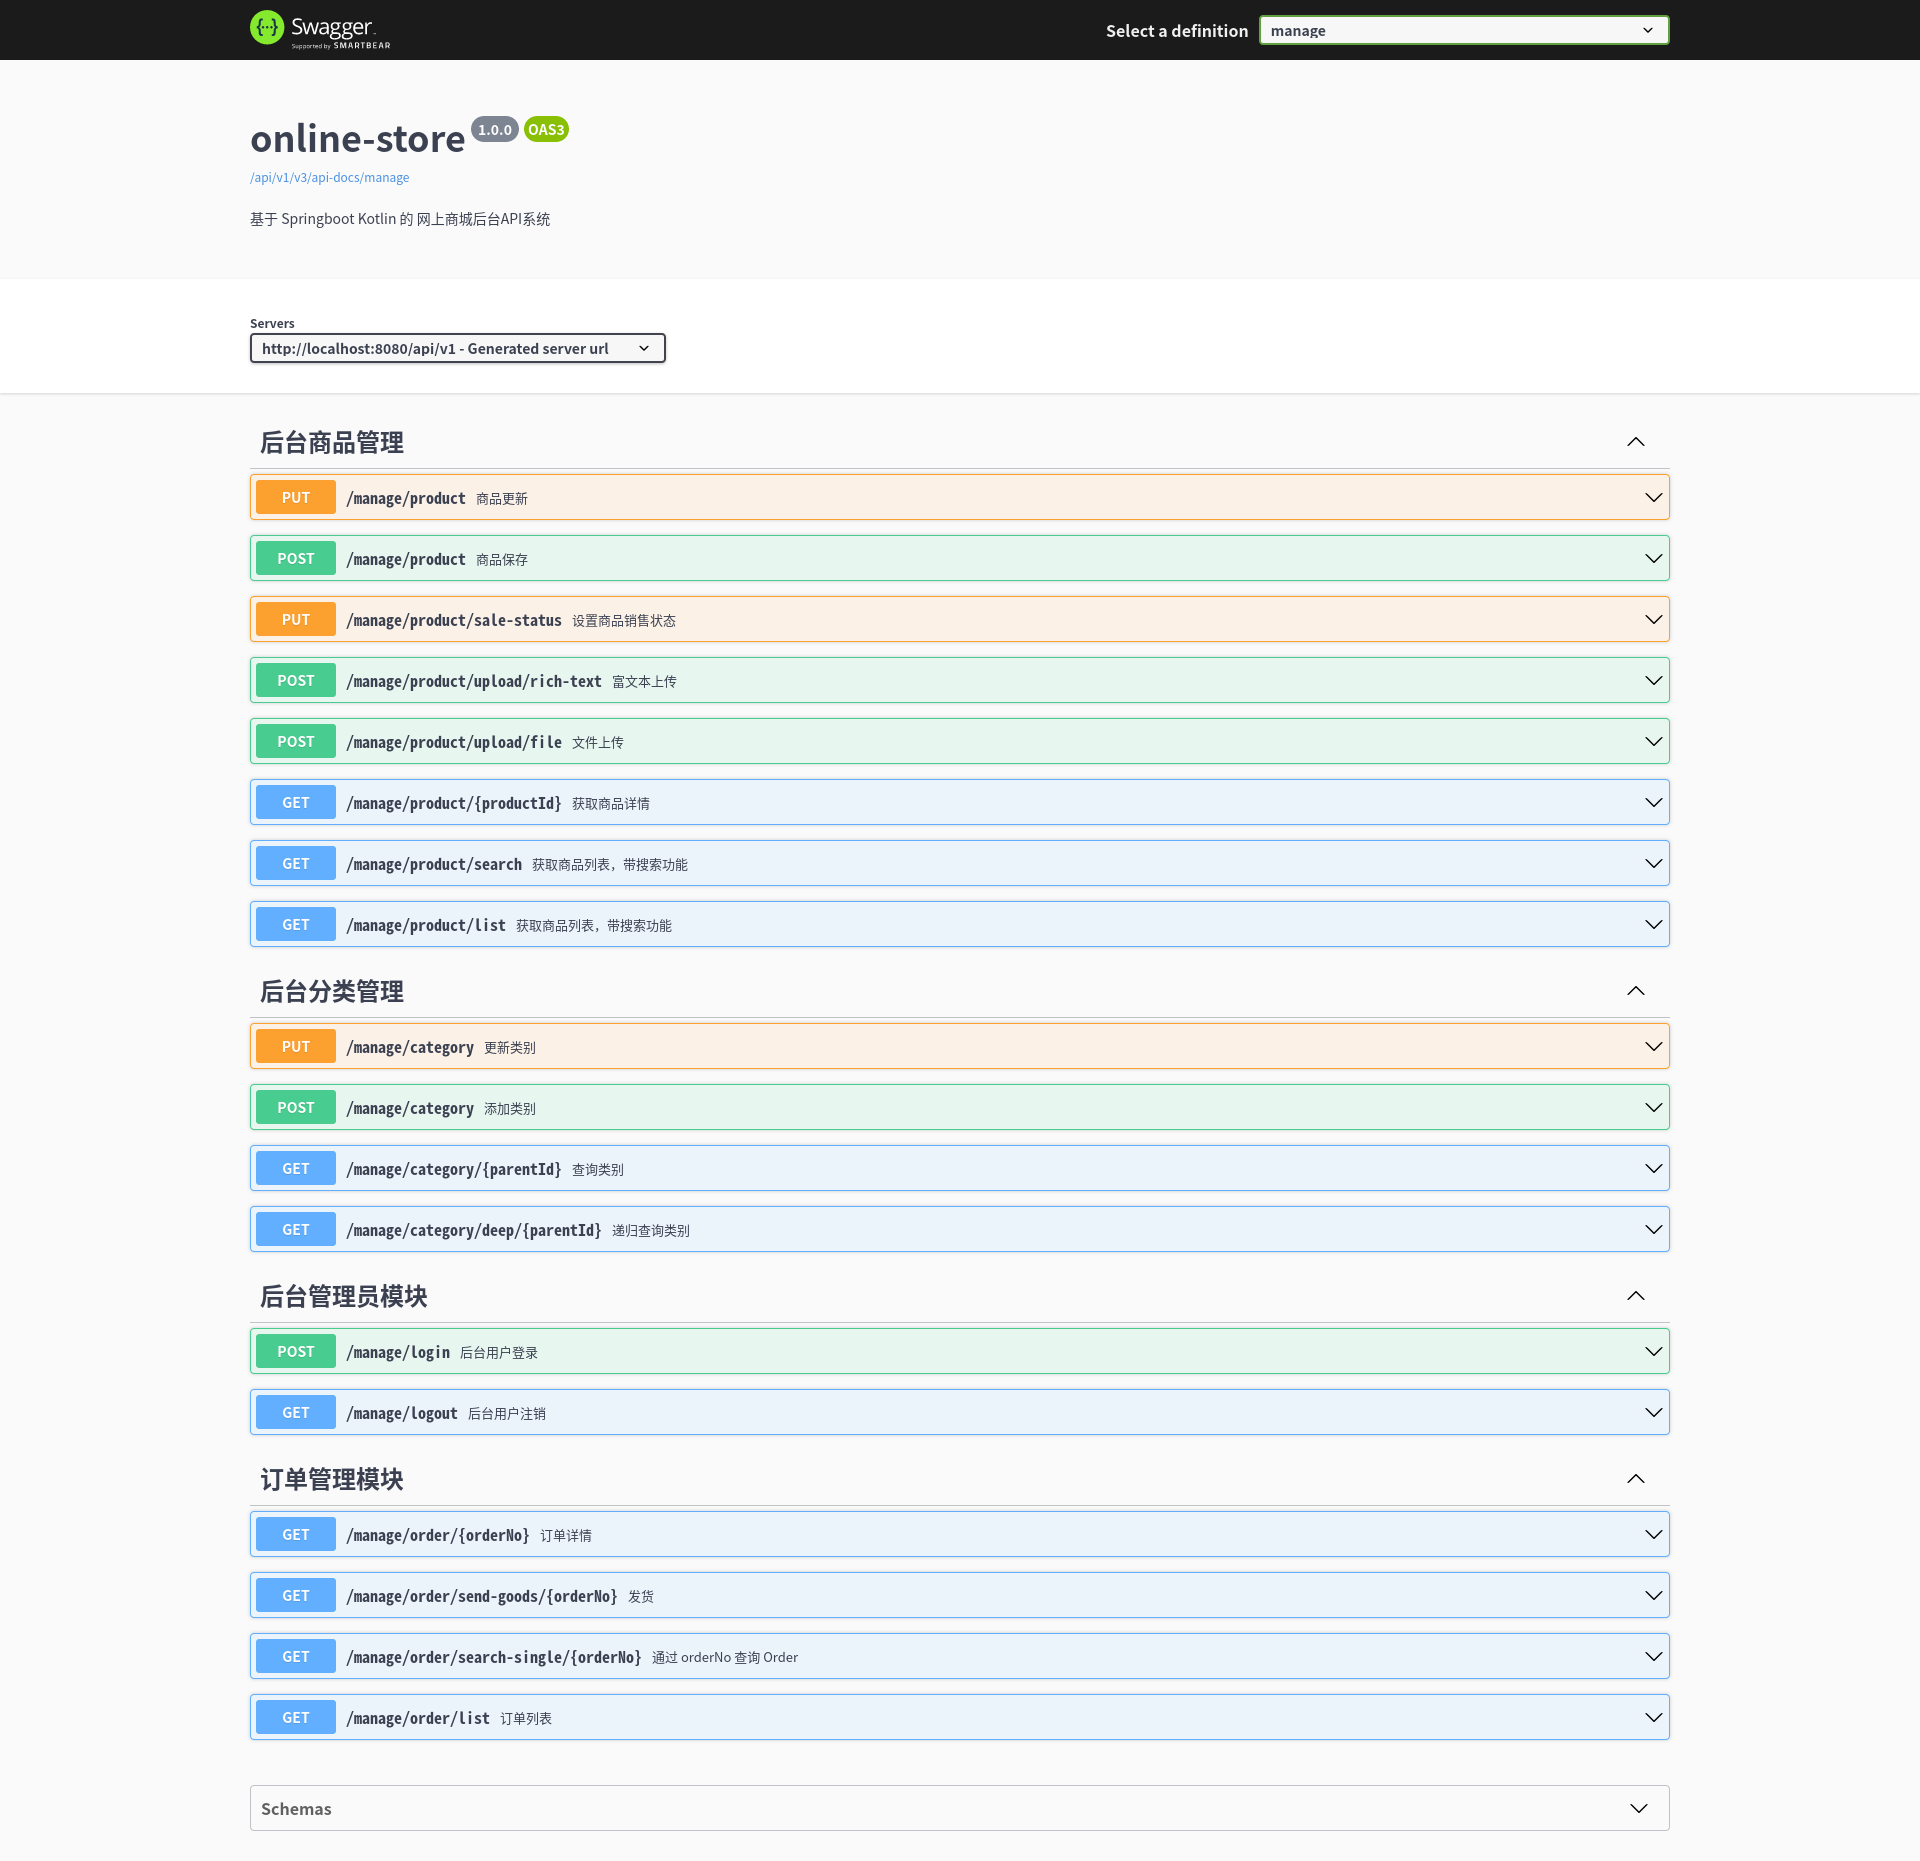 Swagger
Supported by SMARTBEAR
Select a definition manage
online-store 1.0.0 OAS3
/api/v1/v3/api-docs/manage
基于 Springboot Kotlin 的 网上商城后台API系统
Servers
http://localhost:8080/api/v1 - Generated server url
后台商品管理
PUT /manage/product 商品更新
POST /manage/product 商品保存
PUT /manage/product/sale-status 设置商品销售状态
POST /manage/product/upload/rich-text 富文本上传
POST /manage/product/upload/file 文件上传
GET /manage/product/{productId} 获取商品详情
GET /manage/product/search 获取商品列表，带搜索功能
GET /manage/product/list 获取商品列表，带搜索功能
后台分类管理
PUT /manage/category 更新类别
POST /manage/category 添加类别
GET /manage/category/{parentId} 查询类别
GET /manage/category/deep/{parentId} 递归查询类别
后台管理员模块
POST /manage/login 后台用户登录
GET /manage/logout 后台用户注销
订单管理模块
GET /manage/order/{orderNo} 订单详情
GET /manage/order/send-goods/{orderNo} 发货
GET /manage/order/search-single/{orderNo} 通过 orderNo 查询 Order
GET /manage/order/list 订单列表
Schemas